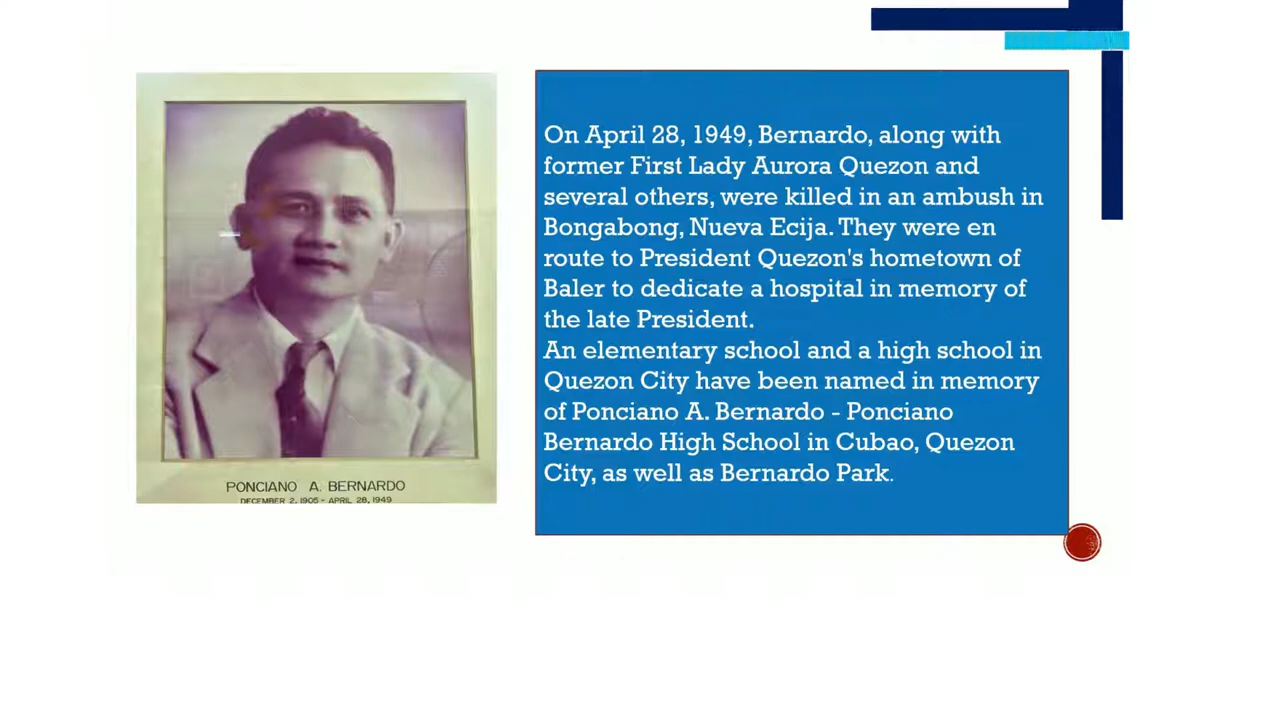 On April 28, 1949, Bernardo, along with
former First Lady Aurora Quezon and
several others, were killed in an ambush in
Bongabong, Nueva Ecija. They were en
route to President Quezon's hometown of
Baler to dedicate a hospital in memory of
the late President.
An elementary school and a high school in
Quezon City have been named in memory
of Ponciano A. Bernardo - Ponciano
Bernardo High School in Cubao, Quezon
City, as well as Bernardo Park.
PONCIANO A. BERNARDO
DECEMBER 2, 1905 - APRIL 28, 1949